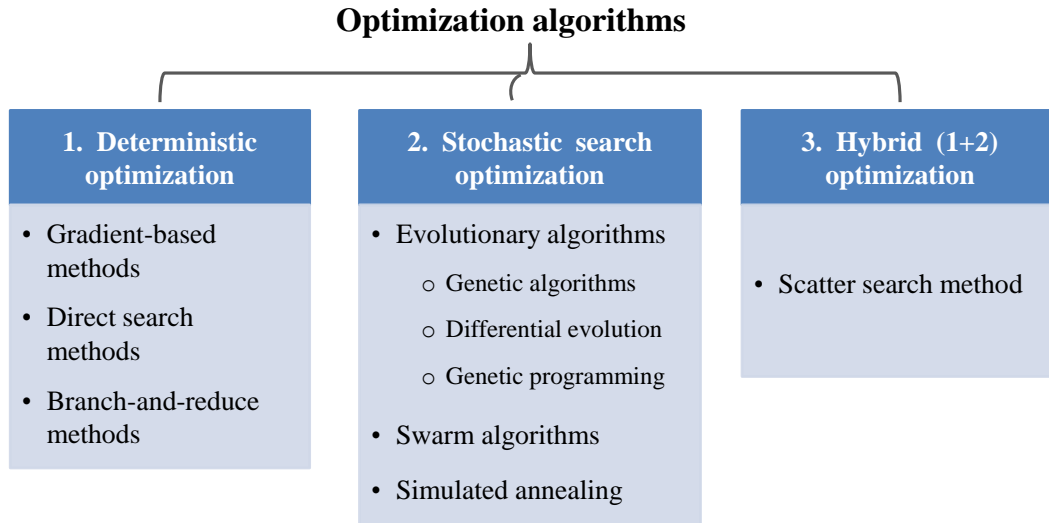 Optimization algorithms
1. Deterministic
optimization
• Gradient-based
methods
• Direct search
methods
• Branch-and-reduce
methods
2. Stochastic search
optimization
• Evolutionary algorithms
o Genetic algorithms
o Differential evolution
o Genetic programming
• Swarm algorithms
• Simulated annealing
3. Hybrid (1+2)
optimization
• Scatter search method